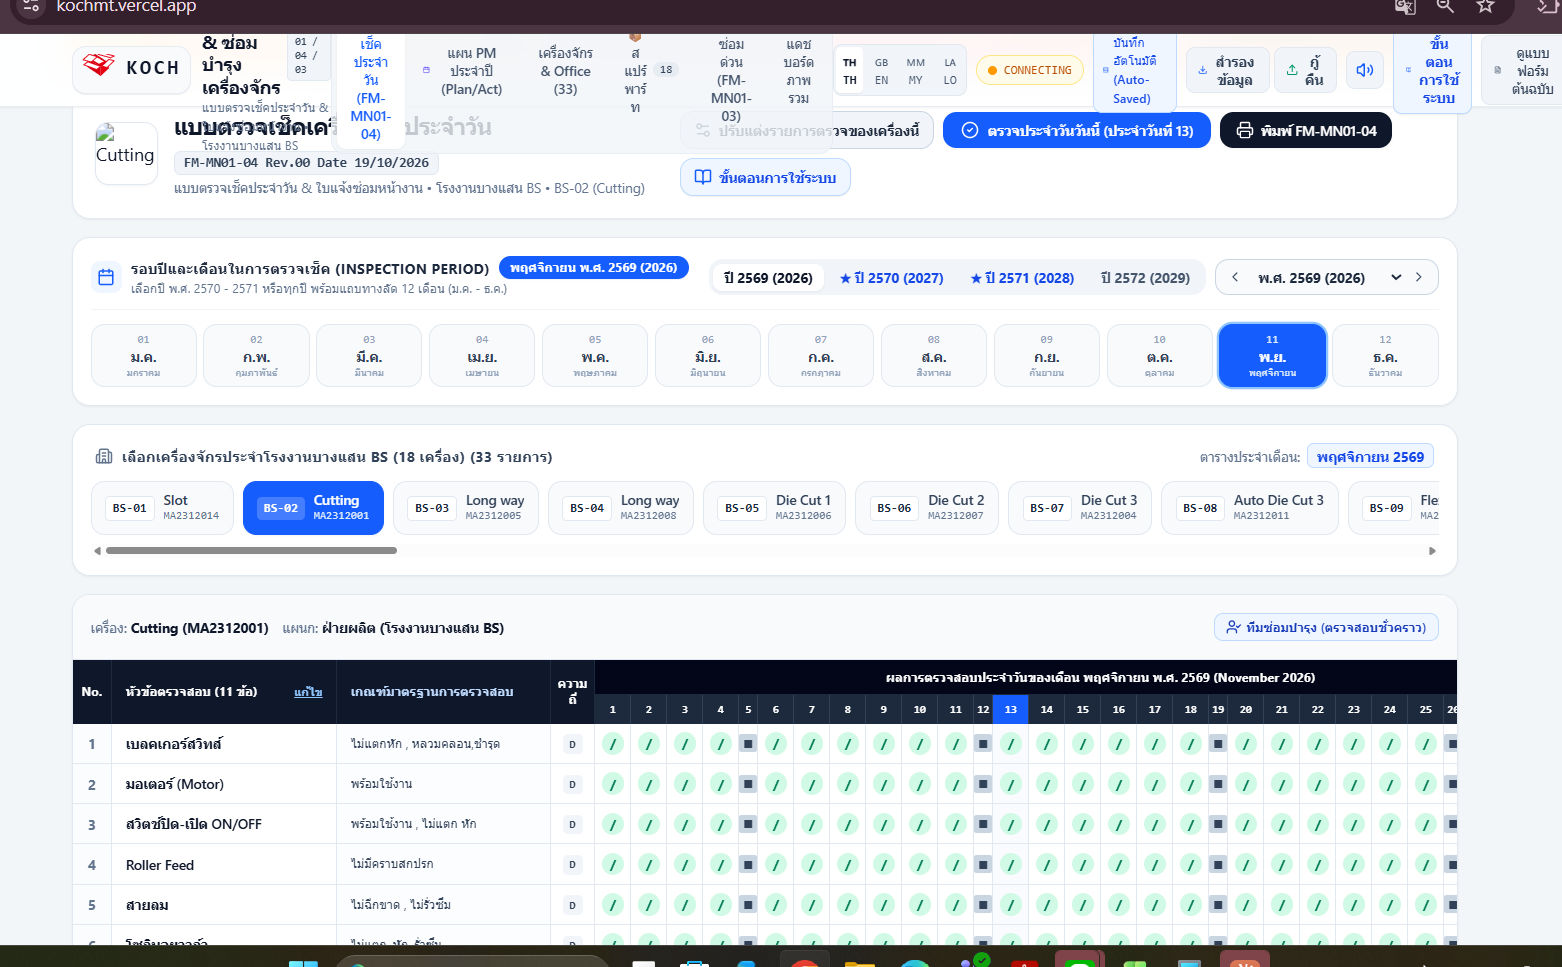 kochmt.vercel.app
KOCH
& ซ่อม
บำรุง
เครื่องจักร
แบบตรวจเช็คประจำวัน &
โรงงานบางแสน BS
01 /
04 /
03
เช็ค
ประจำ
วัน
(FM-
MN01-
04)
แผน PM
ประจำปี
(Plan/Act)
เครื่องจักร
& Office
(33)
ส
แปร์
พาร์
ท
18
ซ่อม
ด่วน
(FM-
MN01-
03)
แดช
บอร์ด
ภาพ
รวม
TH GB MM LA
TH EN MY LO
CONNECTING
บันทึก
อัตโนมัติ
(Auto-
Saved)
สำรอง
ข้อมูล
กู้
คืน
ขั้น
ตอน
การใช้
ระบบ
ดูแบบ
ฟอร์ม
ต้นฉบับ
Cutting
แบบตรวจเช็คเครื่องจักรประจำวัน
FM-MN01-04 Rev.00 Date 19/10/2026
แบบตรวจเช็คประจำวัน & ใบแจ้งซ่อมหน้างาน • โรงงานบางแสน BS • BS-02 (Cutting)
ปรับแต่งรายการตรวจของเครื่องนี้
ตรวจประจำวันวันนี้ (ประจำวันที่ 13)
พิมพ์ FM-MN01-04
ขั้นตอนการใช้ระบบ
รอบปีและเดือนในการตรวจเช็ค (INSPECTION PERIOD) พฤศจิกายน พ.ศ. 2569 (2026)
เลือกปี พ.ศ. 2570 - 2571 หรือทุกปี พร้อมแถบทางลัด 12 เดือน (ม.ค. - ธ.ค.)
ปี 2569 (2026) ★ ปี 2570 (2027) ★ ปี 2571 (2028) ปี 2572 (2029)
พ.ศ. 2569 (2026)
01 02 03 04 05 06 07 08 09 10 11 12
ม.ค. ก.พ. มี.ค. เม.ย. พ.ค. มิ.ย. ก.ค. ส.ค. ก.ย. ต.ค. พ.ย. ธ.ค.
มกราคม กุมภาพันธ์ มีนาคม เมษายน พฤษภาคม มิถุนายน กรกฎาคม สิงหาคม กันยายน ตุลาคม พฤศจิกายน ธันวาคม
เลือกเครื่องจักรประจำโรงงานบางแสน BS (18 เครื่อง) (33 รายการ)
ตารางประจำเดือน: พฤศจิกายน 2569
BS-01 Slot MA2312014
BS-02 Cutting MA2312001
BS-03 Long way MA2312005
BS-04 Long way MA2312008
BS-05 Die Cut 1 MA2312006
BS-06 Die Cut 2 MA2312007
BS-07 Die Cut 3 MA2312004
BS-08 Auto Die Cut 3 MA2312011
BS-09
เครื่อง: Cutting (MA2312001) แผนก: ฝ่ายผลิต (โรงงานบางแสน BS)
ทีมซ่อมบำรุง (ตรวจสอบชั่วคราว)
No. หัวข้อตรวจสอบ (11 ข้อ) แก้ไข เกณฑ์มาตรฐานการตรวจสอบ ความ
ถี่
ผลการตรวจสอบประจำวันของเดือน พฤศจิกายน พ.ศ. 2569 (November 2026)
1 2 3 4 5 6 7 8 9 10 11 12 13 14 15 16 17 18 19 20 21 22 23 24 25 26
1 เบลคเกอร์สวิทส์ ไม่แตกหัก , หลวมคลอน,ชำรุด D / / / / ■ / / / / / / ■ / / / / / / ■ / / / / / / ■
2 มอเตอร์ (Motor) พร้อมใช้งาน D / / / / ■ / / / / / / ■ / / / / / / ■ / / / / / / ■
3 สวิตซ์ปิด-เปิด ON/OFF พร้อมใช้งาน , ไม่แตก หัก D / / / / ■ / / / / / / ■ / / / / / / ■ / / / / / / ■
4 Roller Feed ไม่มีคราบสกปรก D / / / / ■ / / / / / / ■ / / / / / / ■ / / / / / / ■
5 สายลม ไม่ฉีกขาด , ไม่รั่วซึม D / / / / ■ / / / / / / ■ / / / / / / ■ / / / / / / ■